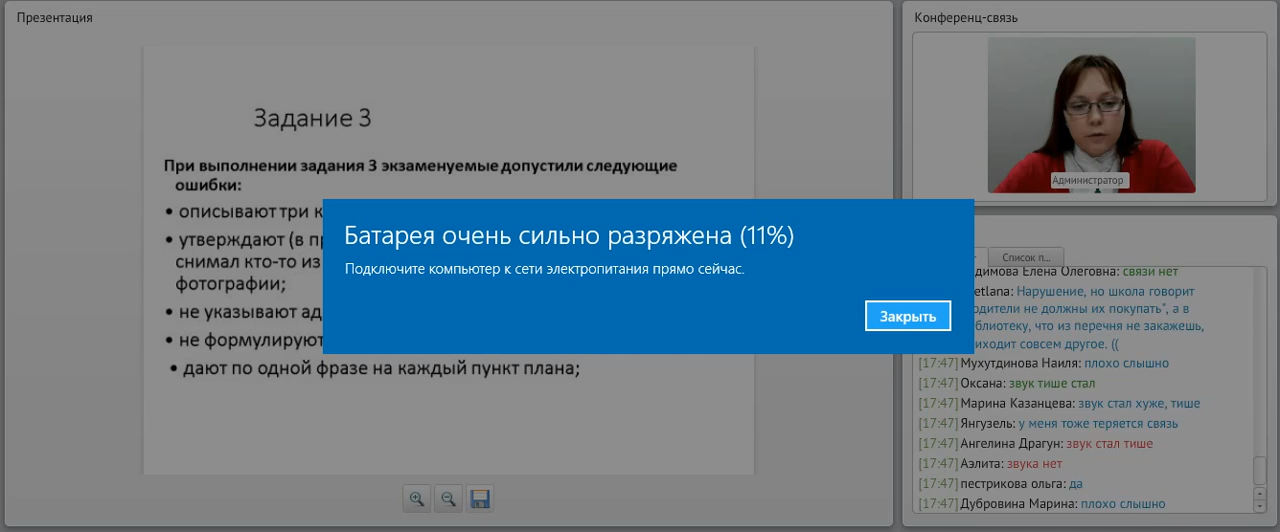 Презентация
Задание 3
При выполнении задания 3 экзаменуемые допустили следующие
ошибки:
• описывают три к
• утверждают (в пр
снимал кто-то из
фотографии;
• не указывают ад
• не формулируют
• дают по одной фразе на каждый пункт плана;
Батарея очень сильно разряжена (11%)
Подключите компьютер к сети электропитания прямо сейчас.
Закрыть
Конференц-связь
Администратор
Список п...
димова Елена Олеговна: связи нет
etlana: Нарушение, но школа говорит
одители не должны их покупать", а в
блиотеку, что из перечня не закажешь,
иходит совсем другое. ((
[17:47] Мухутдинова Наиля: плохо слышно
[17:47] Оксана: звук тише стал
[17:47] Марина Казанцева: звук стал хуже, тише
[17:47] Янгузель: у меня тоже теряется связь
[17:47] Ангелина Драгун: звук стал тише
[17:47] Аэлита: звука нет
[17:47] пестрикова ольга: да
[17:47] Дубровина Марина: плохо слышно